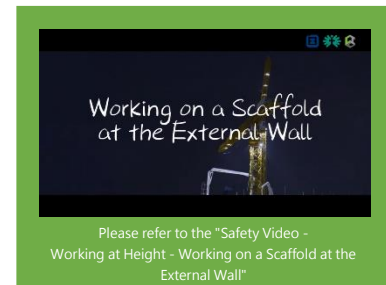 Working on a Scaffold
at the External Wall
Please refer to the "Safety Video -
Working at Height - Working on a Scaffold at the
External Wall"